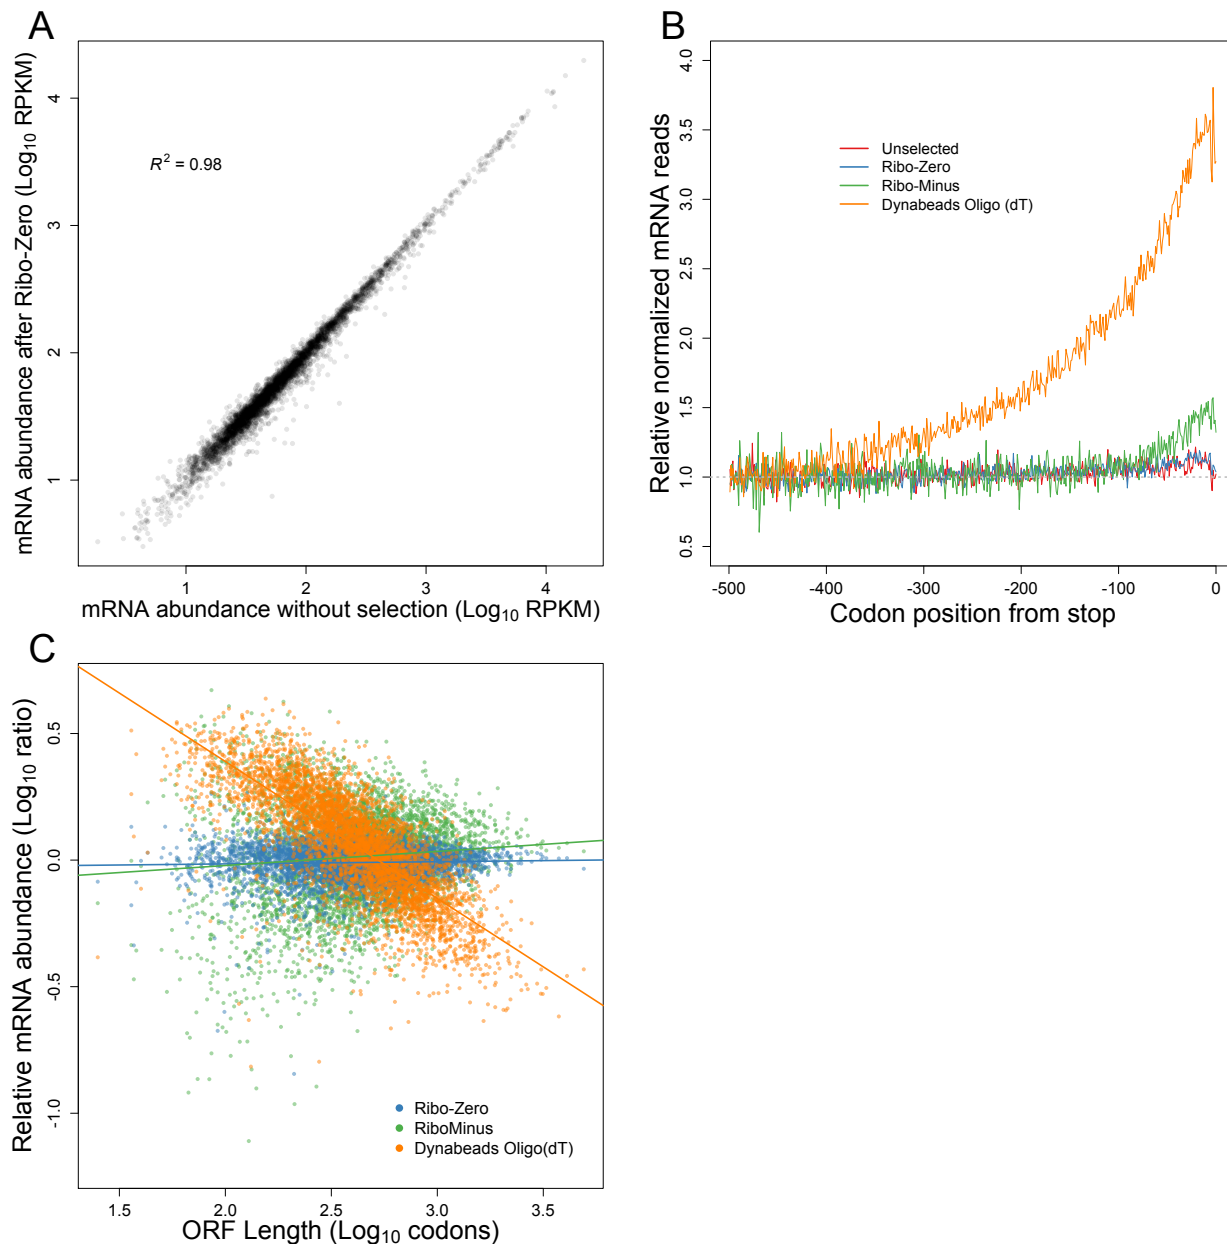 A
mRNA abundance after Ribo-Zero (Log10 RPKM)
4
3
2
1
R2 = 0.98
1 2 3 4
mRNA abundance without selection (Log10 RPKM)
B
Relative normalized mRNA reads
4.0
3.5
3.0
2.5
2.0
1.5
1.0
0.5
Unselected
Ribo-Zero
Ribo-Minus
Dynabeads Oligo (dT)
-500 -400 -300 -200 -100 0
Codon position from stop
C
Relative mRNA abundance (Log10 ratio)
0.5
0.0
-0.5
-1.0
Ribo-Zero
RiboMinus
Dynabeads Oligo(dT)
1.5 2.0 2.5 3.0 3.5
ORF Length (Log10 codons)